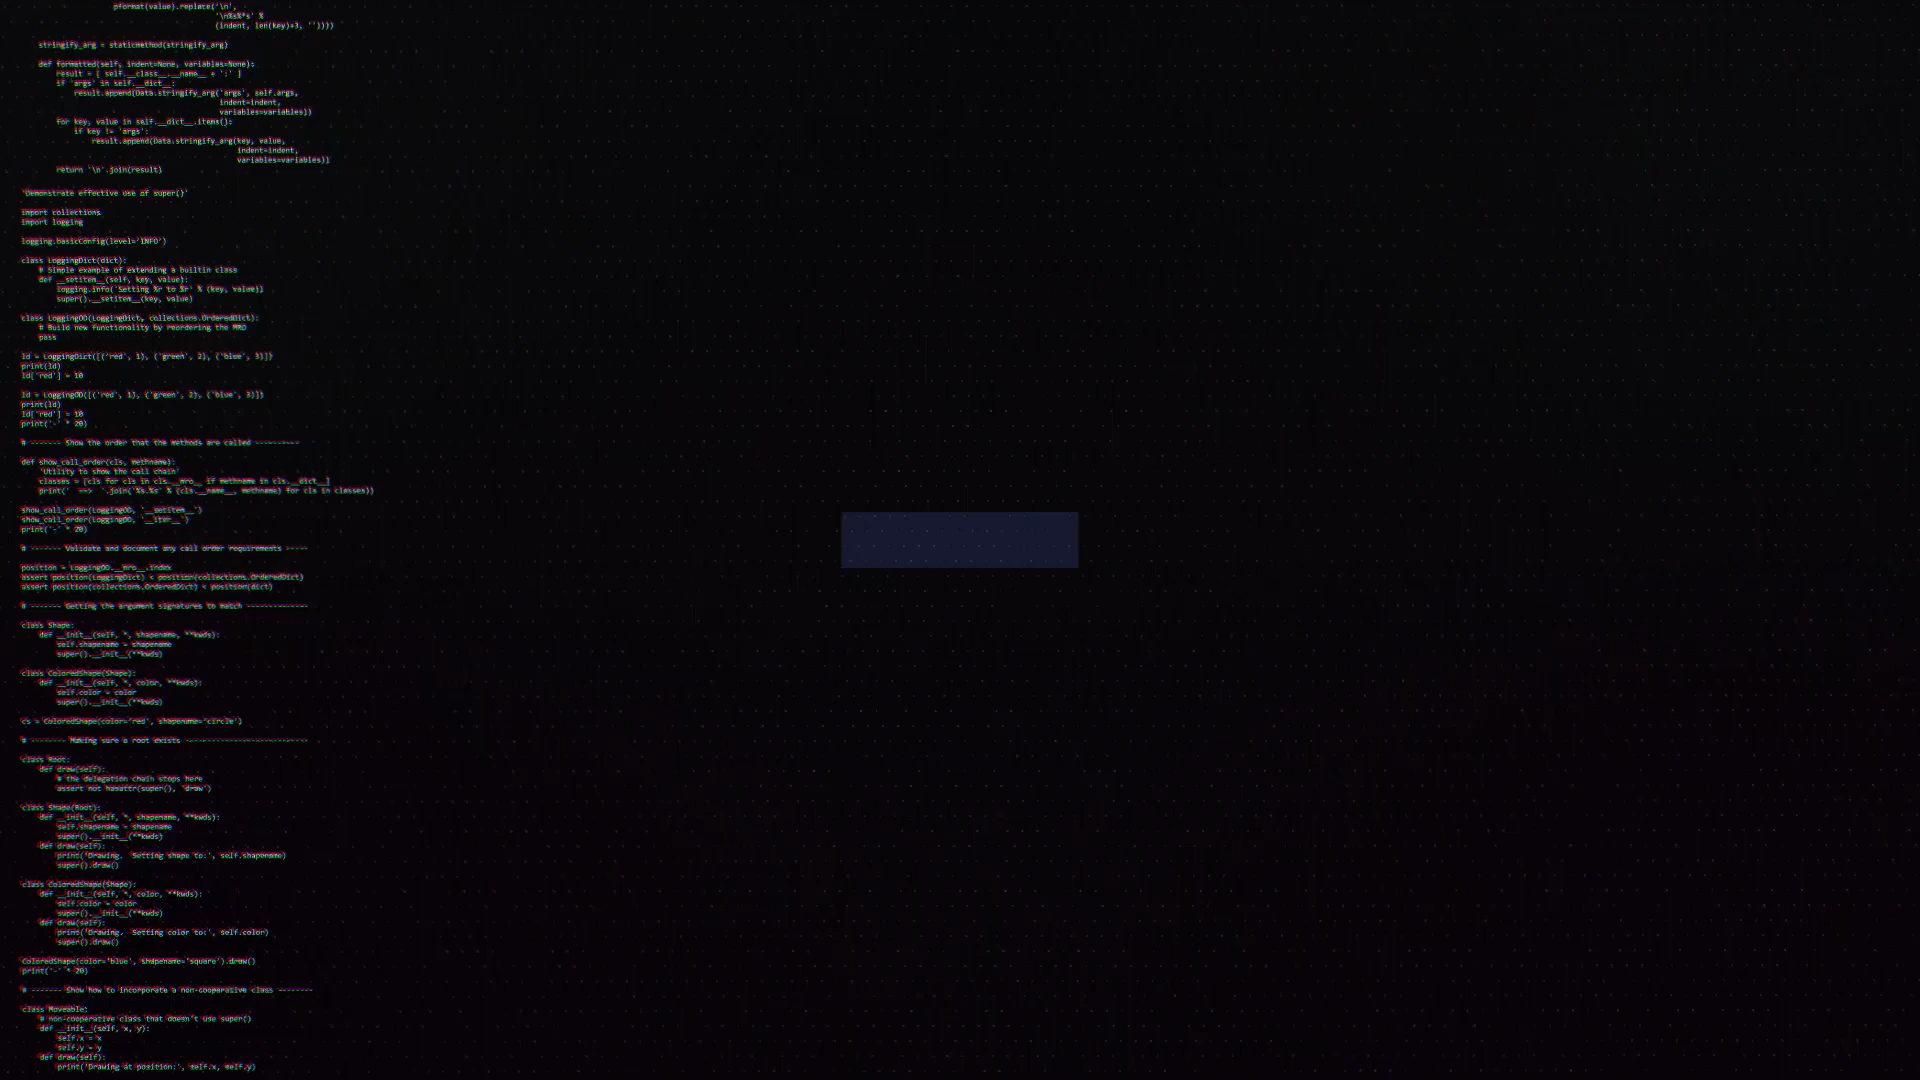 pformat(value).replace('\n',
'\n%s%*s' %
(indent, len(key)+3, ''))))
stringify_arg = staticmethod(stringify_arg)
def formatted(self, indent=None, variables=None):
result = [ self.__class__.__name__ + ':' ]
if 'args' in self.__dict__:
result.append(Data.stringify_arg('args', self.args,
indent=indent,
variables=variables))
for key, value in self.__dict__.items():
if key != 'args':
result.append(Data.stringify_arg(key, value,
indent=indent,
variables=variables))
return '\n'.join(result)
'Demonstrate effective use of super()'
import collections
import logging
logging.basicConfig(level='INFO')
class LoggingDict(dict):
# Simple example of extending a builtin class
def __setitem__(self, key, value):
logging.info('Setting %r to %r' % (key, value))
super().__setitem__(key, value)
class LoggingOD(LoggingDict, collections.OrderedDict):
# Build new functionality by reordering the MRO
pass
ld = LoggingDict([('red', 1), ('green', 2), ('blue', 3)])
print(ld)
ld['red'] = 10
ld = LoggingOD([('red', 1), ('green', 2), ('blue', 3)])
print(ld)
ld['red'] = 10
print('-' * 20)
# ------- Show the order that the methods are called ----------
def show_call_order(cls, methname):
'Utility to show the call chain'
classes = [cls for cls in cls.__mro__ if methname in cls.__dict__]
print('  ==>  '.join('%s.%s' % (cls.__name__, methname) for cls in classes))
show_call_order(LoggingOD, '__setitem__')
show_call_order(LoggingOD, '__iter__')
print('-' * 20)
# ------- Validate and document any call order requirements -----
position = LoggingOD.__mro__.index
assert position(LoggingDict) < position(collections.OrderedDict)
assert position(collections.OrderedDict) < position(dict)
# ------- Getting the argument signatures to match --------------
class Shape:
def __init__(self, *, shapename, **kwds):
self.shapename = shapename
super().__init__(**kwds)
class ColoredShape(Shape):
def __init__(self, *, color, **kwds):
self.color = color
super().__init__(**kwds)
cs = ColoredShape(color='red', shapename='circle')
# -------- Making sure a root exists ----------------------------
class Root:
def draw(self):
# the delegation chain stops here
assert not hasattr(super(), 'draw')
class Shape(Root):
def __init__(self, *, shapename, **kwds):
self.shapename = shapename
super().__init__(**kwds)
def draw(self):
print('Drawing.  Setting shape to:', self.shapename)
super().draw()
class ColoredShape(Shape):
def __init__(self, *, color, **kwds):
self.color = color
super().__init__(**kwds)
def draw(self):
print('Drawing.  Setting color to:', self.color)
super().draw()
ColoredShape(color='blue', shapename='square').draw()
print('-' * 20)
# ------- Show how to incorporate a non-cooperative class --------
class Moveable:
# non-cooperative class that doesn't use super()
def __init__(self, x, y):
self.x = x
self.y = y
def draw(self):
print('Drawing at position:', self.x, self.y)